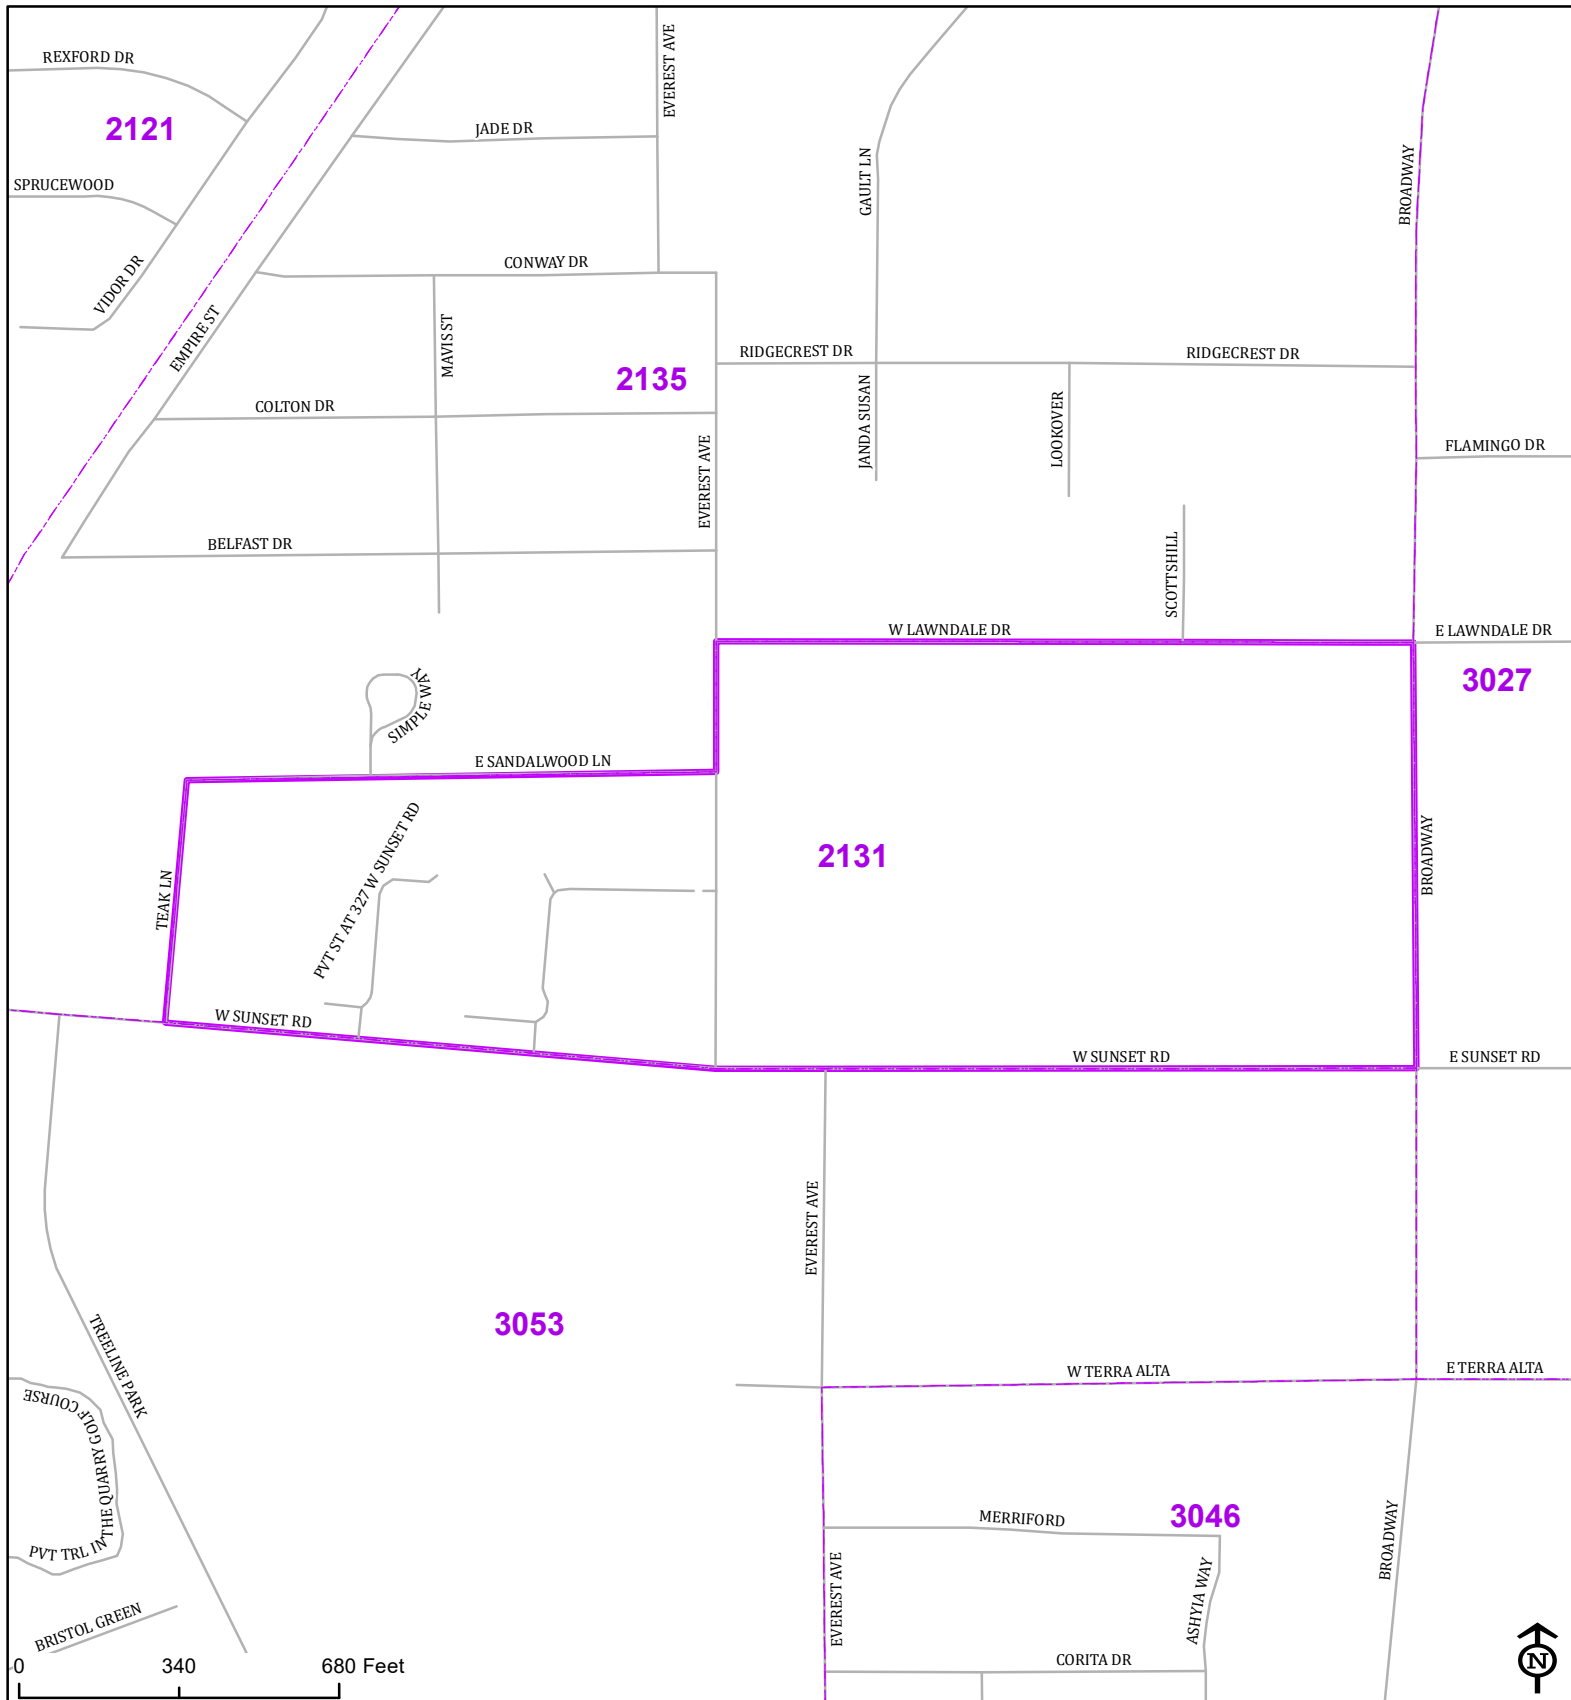 REXFORD DR
EVEREST AVE
2121
JADE DR
SPRUCEWOOD
GAULT LN
BROADWAY
VIDOR DR
CONWAY DR
EMPIRE ST
MAVIS ST
RIDGECREST DR
RIDGECREST DR
2135
COLTON DR
JANDA SUSAN
LOOKOVER
EVEREST AVE
FLAMINGO DR
BELFAST DR
SCOTTSHILL
W LAWNDALE DR
E LAWNDALE DR
3027
SIMPLE WAY
E SANDALWOOD LN
2131
BROADWAY
TEAK LN
PVT ST AT 327 W SUNSET RD
W SUNSET RD
W SUNSET RD
E SUNSET RD
EVEREST AVE
3053
TREELINE PARK
W TERRA ALTA
E TERRA ALTA
PVT TRL IN THE QUARRY GOLF COURSE
MERRIFORD
3046
BROADWAY
EVEREST AVE
ASHYIA WAY
BRISTOL GREEN
CORITA DR
N
0 340 680 Feet